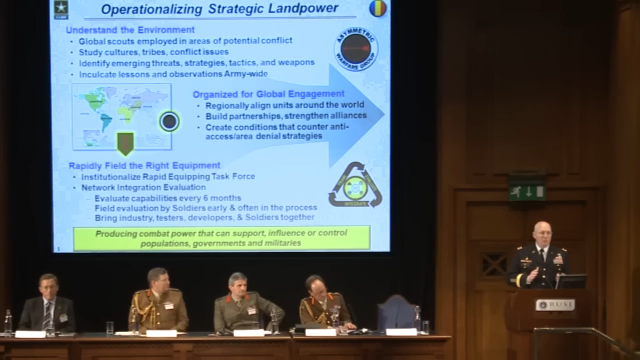 Operationalizing Strategic Landpower
Understand the Environment
• Global scouts employed in areas of potential conflict
• Study cultures, tribes, conflict issues
• Identify emerging threats, strategies, tactics, and weapons
• Inculcate lessons and observations Army-wide
ASYMMETRIC
WARFARE GROUP
Organized for Global Engagement
• Regionally align units around the world
• Build partnerships, strengthen alliances
• Create conditions that counter anti-
access/area denial strategies
Rapidly Field the Right Equipment
• Institutionalize Rapid Equipping Task Force
• Network Integration Evaluation
– Evaluate capabilities every 6 months
– Field evaluation by Soldiers early & often in the process
– Bring industry, testers, developers, & Soldiers together
Producing combat power that can support, influence or control
populations, governments and militaries
RUSI